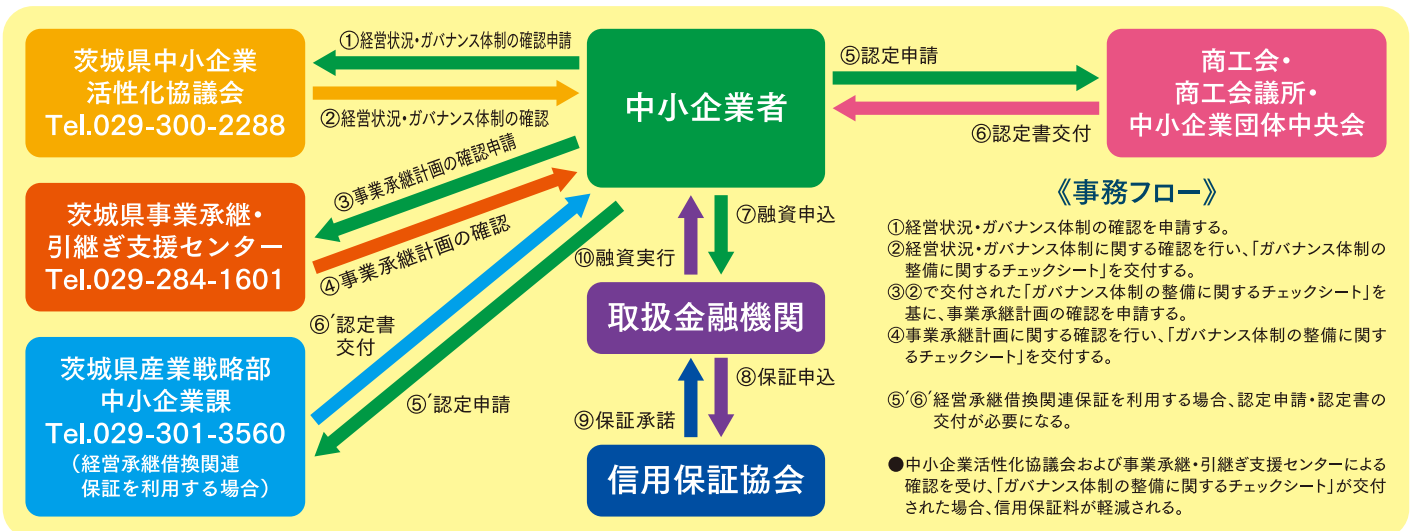 ①経営状況・ガバナンス体制の確認申請
茨城県中小企業
活性化協議会
Tel.029-300-2288
②経営状況・ガバナンス体制の確認
中小企業者
⑤認定申請
⑥認定書交付
商工会・
商工会議所・
中小企業団体中央会
③事業承継計画の確認申請
茨城県事業承継・
引継ぎ支援センター
Tel.029-284-1601
④事業承継計画の確認
⑦融資申込
⑩融資実行
取扱金融機関
⑥′認定書
交付
茨城県産業戦略部
中小企業課
Tel.029-301-3560
（経営承継借換関連
保証を利用する場合）
⑤′認定申請
⑧保証申込
⑨保証承諾
信用保証協会
《事務フロー》
①経営状況・ガバナンス体制の確認を申請する。
②経営状況・ガバナンス体制に関する確認を行い、「ガバナンス体制の
整備に関するチェックシート」を交付する。
③②で交付された「ガバナンス体制の整備に関するチェックシート」を
基に、事業承継計画の確認を申請する。
④事業承継計画に関する確認を行い、「ガバナンス体制の整備に関す
るチェックシート」を交付する。
⑤′⑥′経営承継借換関連保証を利用する場合、認定申請・認定書の
交付が必要になる。
●中小企業活性化協議会および事業承継・引継ぎ支援センターによる
確認を受け、「ガバナンス体制の整備に関するチェックシート」が交付
された場合、信用保証料が軽減される。